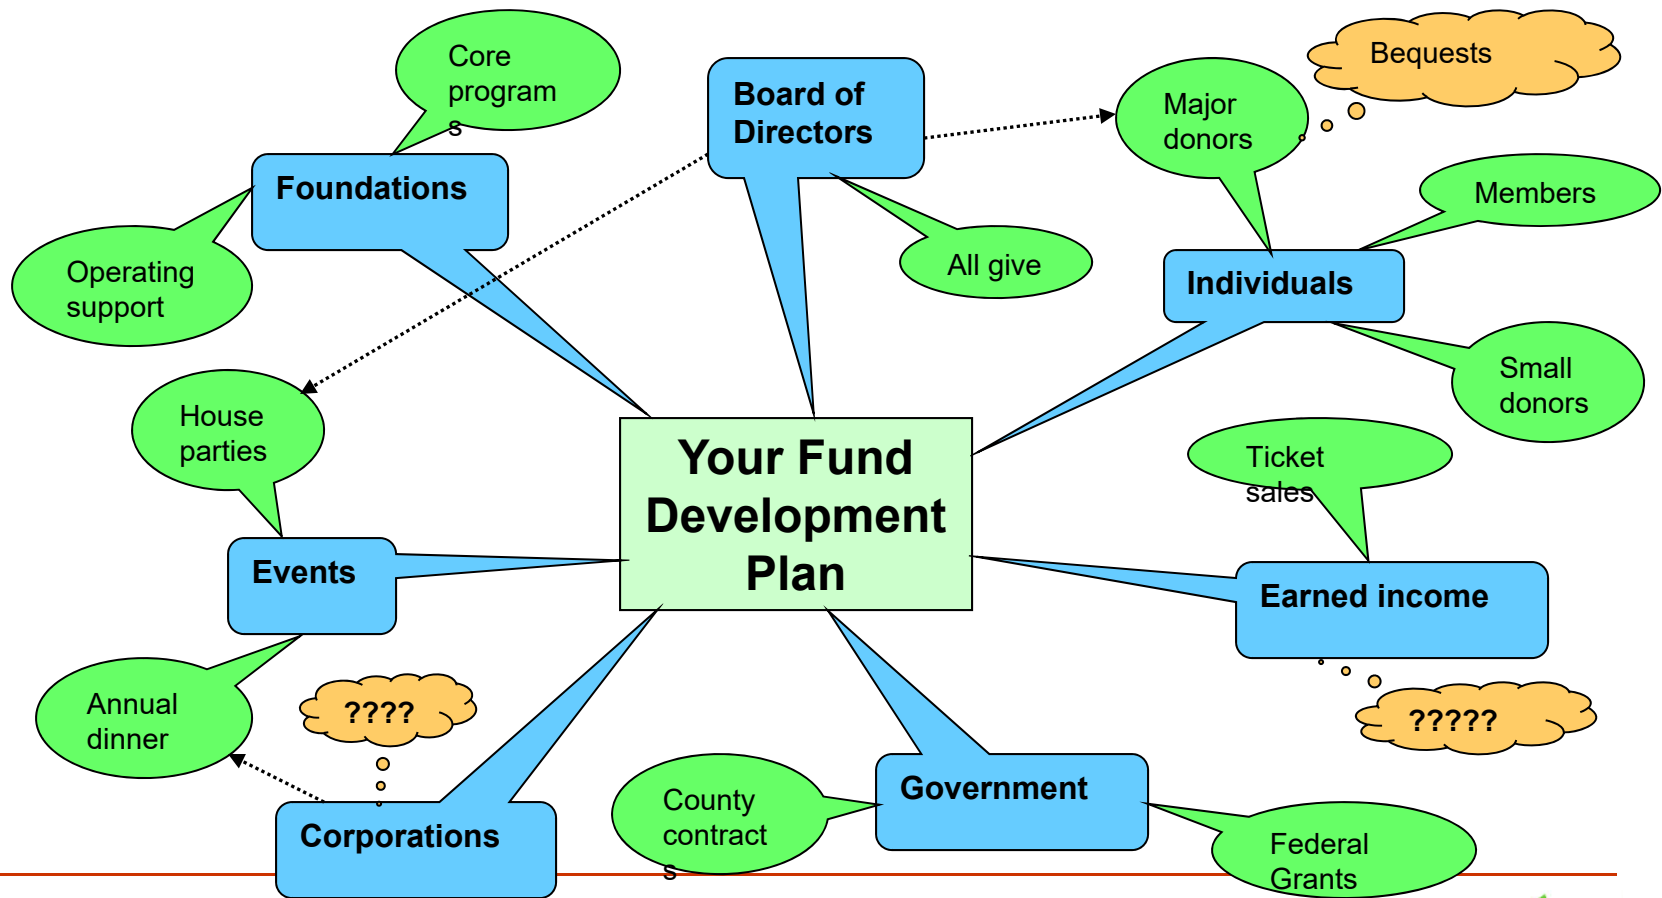 Core
program
s
Board of
Directors
Major
donors
Bequests
Foundations
Members
Operating
support
All give
Individuals
House
parties
Small
donors
Your Fund
Development
Plan
Ticket
sales
Events
Earned income
Annual
dinner
????
?????
County
contract
s
Government
Corporations
Federal
Grants